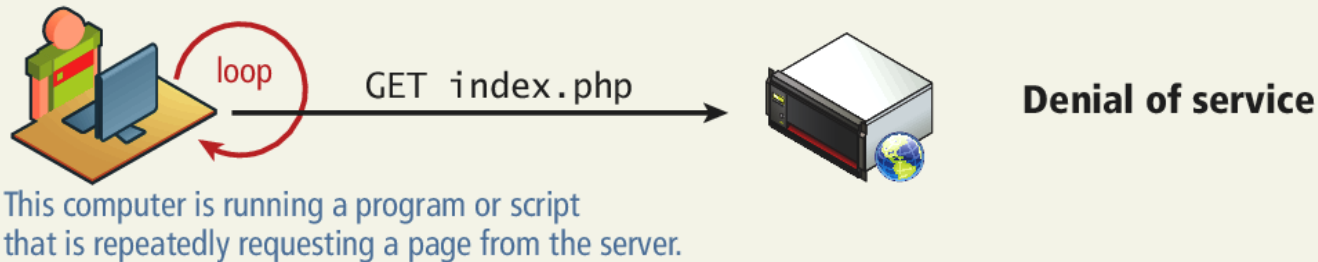 loop
GET index.php
Denial of service
This computer is running a program or script
that is repeatedly requesting a page from the server.